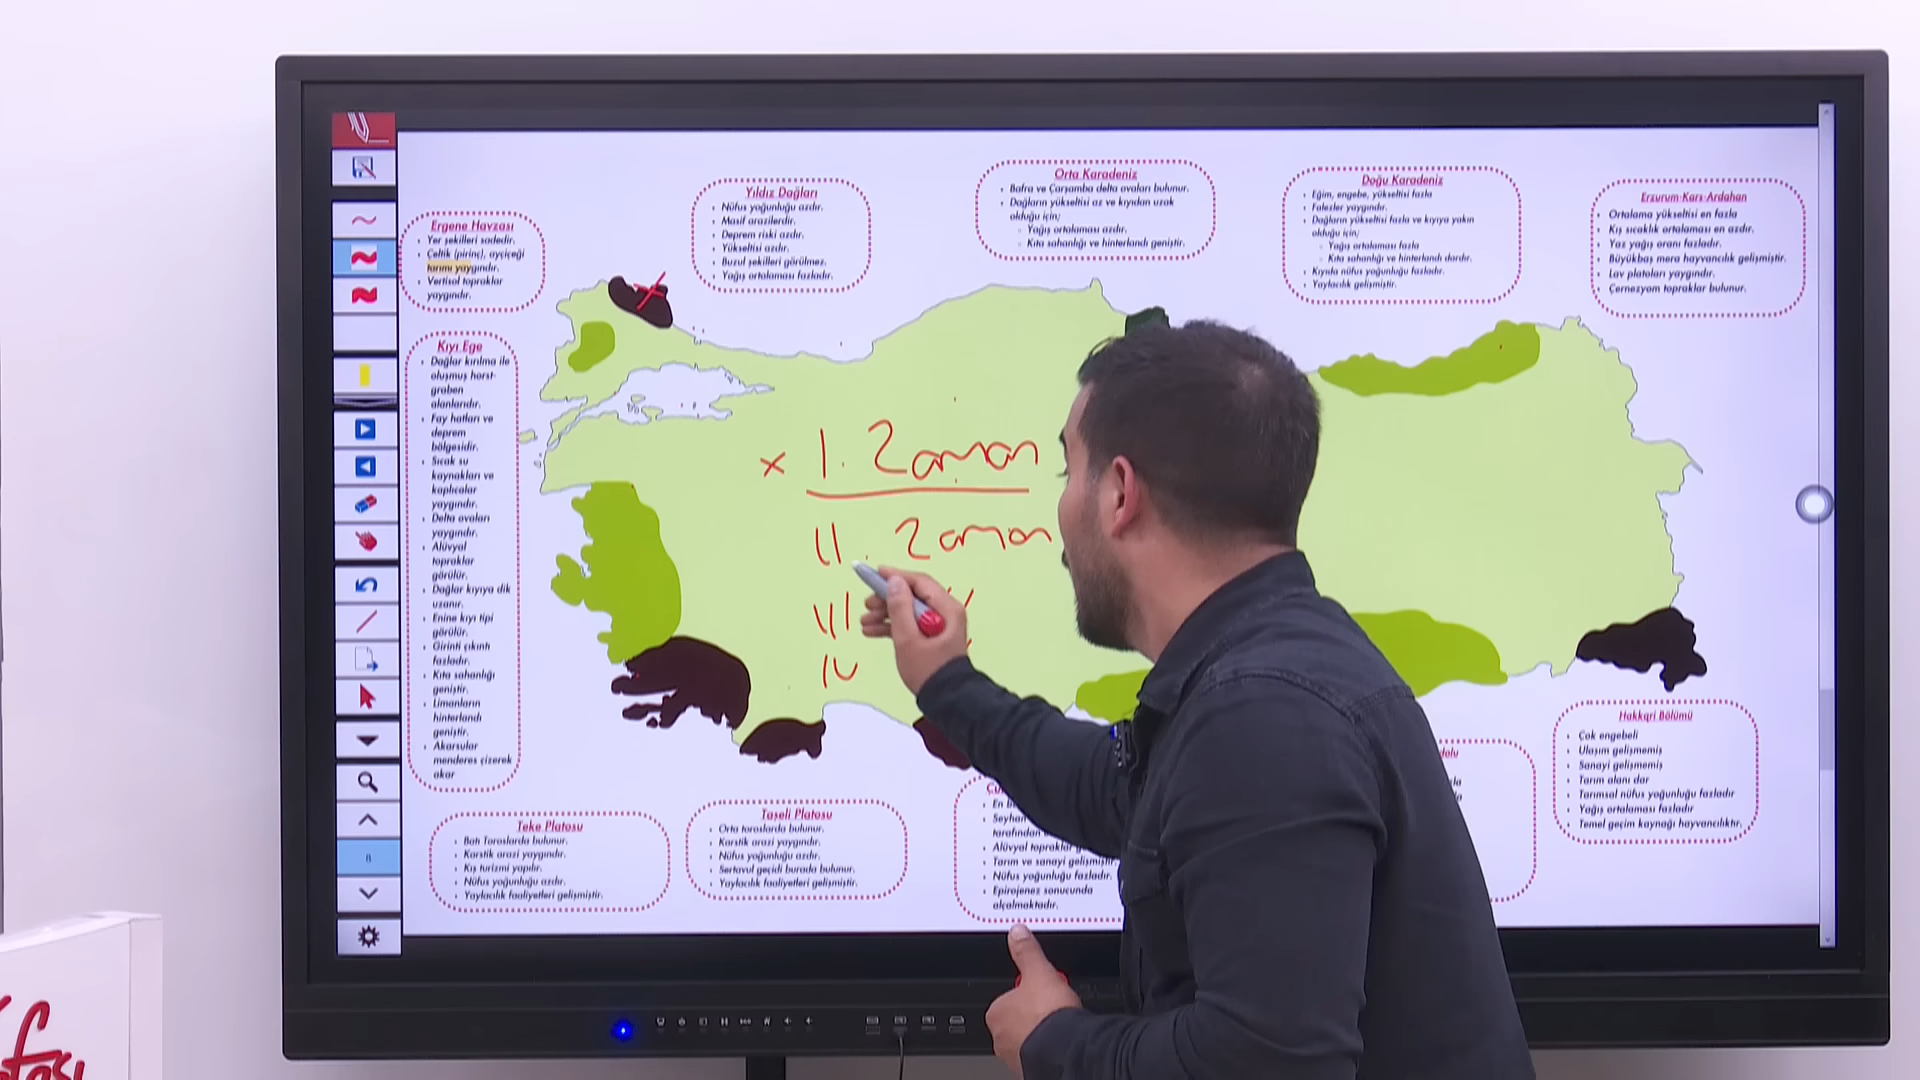 Ergene Havzası
Yer şekilleri sadedir.
Çeltik (pirinç), ayçiçeği
tarımı yaygındır.
Vertisol topraklar
yaygındır.
Yıldız Dağları
Nüfus yoğunluğu azdır.
Masif arazilerdir.
Deprem riski azdır.
Yükseltisi azdır.
Buzul şekilleri görülmez.
Yağış ortalaması fazladır.
Orta Karadeniz
Bafra ve Çarşamba delta ovaları bulunur.
Dağların yükseltisi az ve kıyıdan uzak
olduğu için;
Yağış ortalaması azdır.
Kıta sahanlığı ve hinterlandı geniştir.
Doğu Karadeniz
Eğim, engebe, yükseltisi fazla
Falezler yaygındır.
Dağların yükseltisi fazla ve kıyıya yakın
olduğu için;
Yağış ortalaması fazla
Kıta sahanlığı ve hinterlandı dardır.
Kıyıda nüfus yoğunluğu fazladır.
Yaylacılık gelişmiştir.
Erzurum-Kars-Ardahan
Ortalama yükseltisi en fazla
Kış sıcaklık ortalaması en azdır.
Yaz yağış oranı fazladır.
Büyükbaş mera hayvancılık gelişmiştir.
Lav platoları yaygındır.
Çernezyom topraklar bulunur.
Kıyı Ege
Dağlar kırılma ile
oluşmuş horst-
graben
alanlarıdır.
Fay hatları ve
deprem
bölgesidir.
Sıcak su
kaynakları ve
kaplıcalar
yaygındır.
Delta ovaları
yaygındır.
Alüvyal
topraklar
görülür.
Dağlar kıyıya dik
uzanır.
Enine kıyı tipi
görülür.
Girinti çıkıntı
fazladır.
Kıta sahanlığı
geniştir.
Limanların
hinterlandı
geniştir.
Akarsular
menderes çizerek
akar
x 1. Zaman
II. Zaman
III
IV
Teke Platosu
Batı Toroslarda bulunur.
Karstik arazi yaygındır.
Kış turizmi yapılır.
Nüfus yoğunluğu azdır.
Yaylacılık faaliyetleri gelişmiştir.
Taşeli Platosu
Orta toroslarda bulunur.
Karstik arazi yaygındır.
Nüfus yoğunluğu azdır.
Sertavul geçidi burada bulunur.
Yaylacılık faaliyetleri gelişmiştir.
Seyhan
tarafından
Alüvyal topraklar
Tarım ve sanayi gelişmiştir.
Nüfus yoğunluğu fazladır.
Epirojenez sonucunda
alçalmaktadır.
Hakkari Bölümü
Çok engebeli
Ulaşım gelişmemiş
Sanayi gelişmemiş
Tarım alanı dar
Tarımsal nüfus yoğunluğu fazladır
Yağış ortalaması fazladır
Temel geçim kaynağı hayvancılıktır.